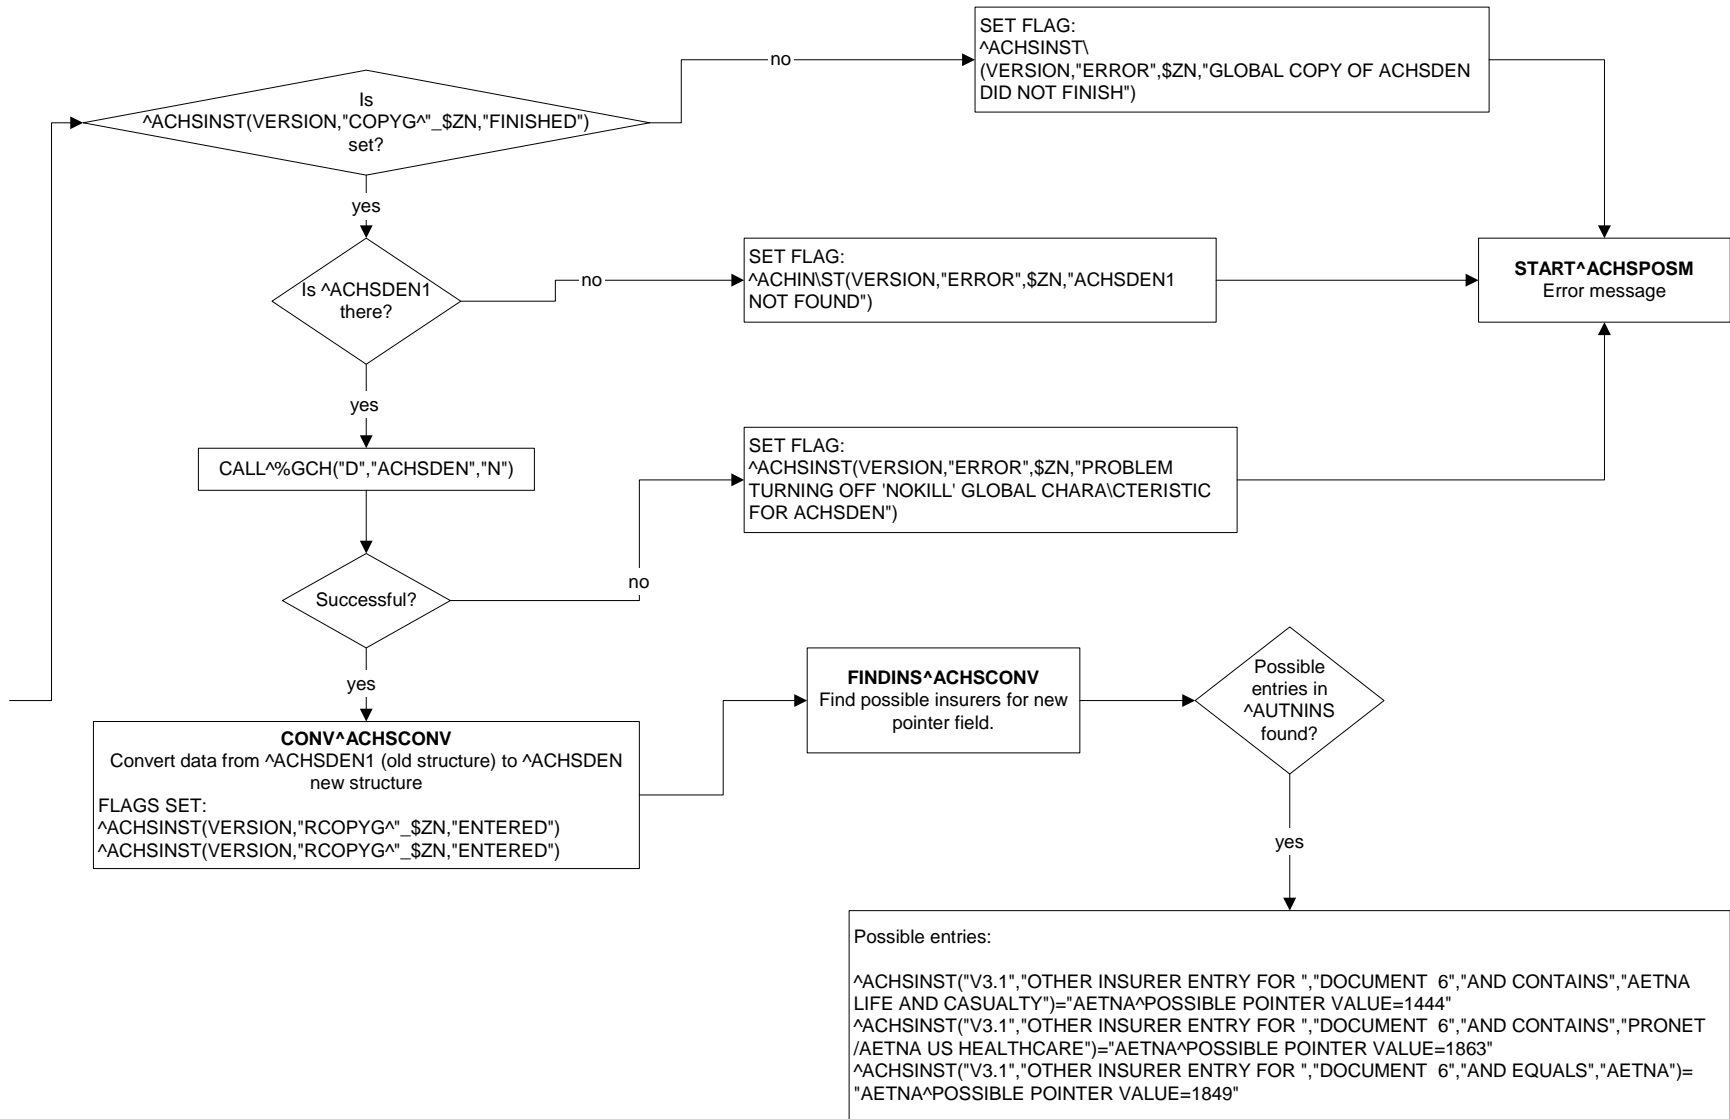 SET FLAG:
^ACHSINST\
(VERSION,"ERROR",$ZN,"GLOBAL COPY OF ACHSDEN
DID NOT FINISH")
no
Is
^ACHSINST(VERSION,"COPYG^"_$ZN,"FINISHED")
set?
yes
Is ^ACHSDEN1
there?
no
SET FLAG:
^ACHIN\ST(VERSION,"ERROR",$ZN,"ACHSDEN1
NOT FOUND")
START^ACHSPOSM
Error message
yes
CALL^%GCH("D","ACHSDEN","N")
SET FLAG:
^ACHSINST(VERSION,"ERROR",$ZN,"PROBLEM
TURNING OFF 'NOKILL' GLOBAL CHARA\CTERISTIC
FOR ACHSDEN")
Successful?
no
yes
CONV^ACHSCONV
Convert data from ^ACHSDEN1 (old structure) to ^ACHSDEN
new structure
FLAGS SET:
^ACHSINST(VERSION,"RCOPYG^"_$ZN,"ENTERED")
^ACHSINST(VERSION,"RCOPYG^"_$ZN,"ENTERED")
FINDINS^ACHSCONV
Find possible insurers for new
pointer field.
Possible
entries in
^AUTNINS
found?
yes
Possible entries:
^ACHSINST("V3.1","OTHER INSURER ENTRY FOR ","DOCUMENT  6","AND CONTAINS","AETNA
LIFE AND CASUALTY")="AETNA^POSSIBLE POINTER VALUE=1444"
^ACHSINST("V3.1","OTHER INSURER ENTRY FOR ","DOCUMENT  6","AND CONTAINS","PRONET
/AETNA US HEALTHCARE")="AETNA^POSSIBLE POINTER VALUE=1863"
^ACHSINST("V3.1","OTHER INSURER ENTRY FOR ","DOCUMENT  6","AND EQUALS","AETNA")=
"AETNA^POSSIBLE POINTER VALUE=1849"